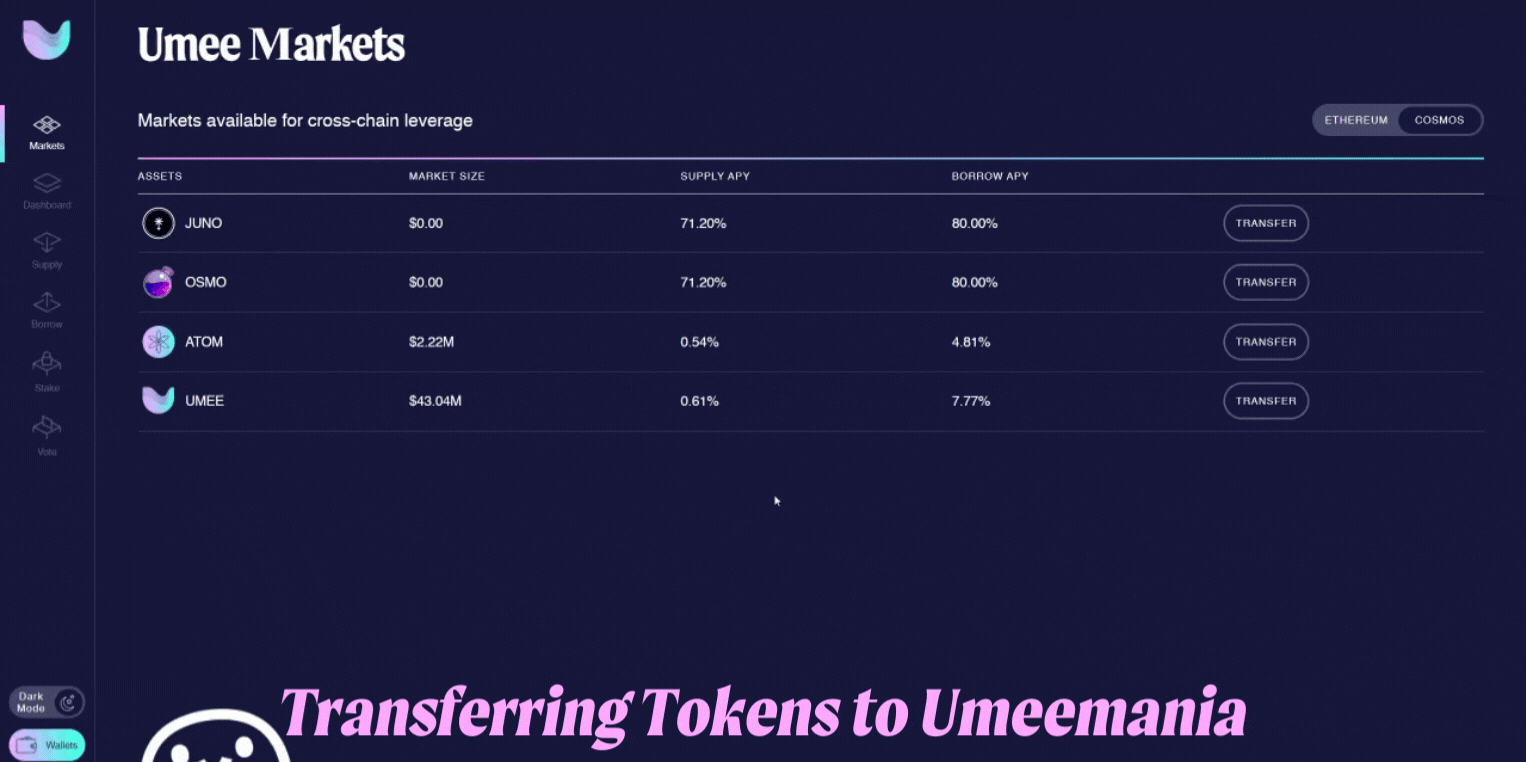 Umee Markets
Markets available for cross-chain leverage
ETHEREUM COSMOS
ASSETS MARKET SIZE SUPPLY APY BORROW APY
JUNO $0.00 71.20% 80.00% TRANSFER
OSMO $0.00 71.20% 80.00% TRANSFER
ATOM $2.22M 0.54% 4.81% TRANSFER
UMEE $43.04M 0.61% 7.77% TRANSFER
Markets
Dashboard
Supply
Borrow
Stake
Vote
Dark
Mode
Wallets
Transferring Tokens to Umeemania